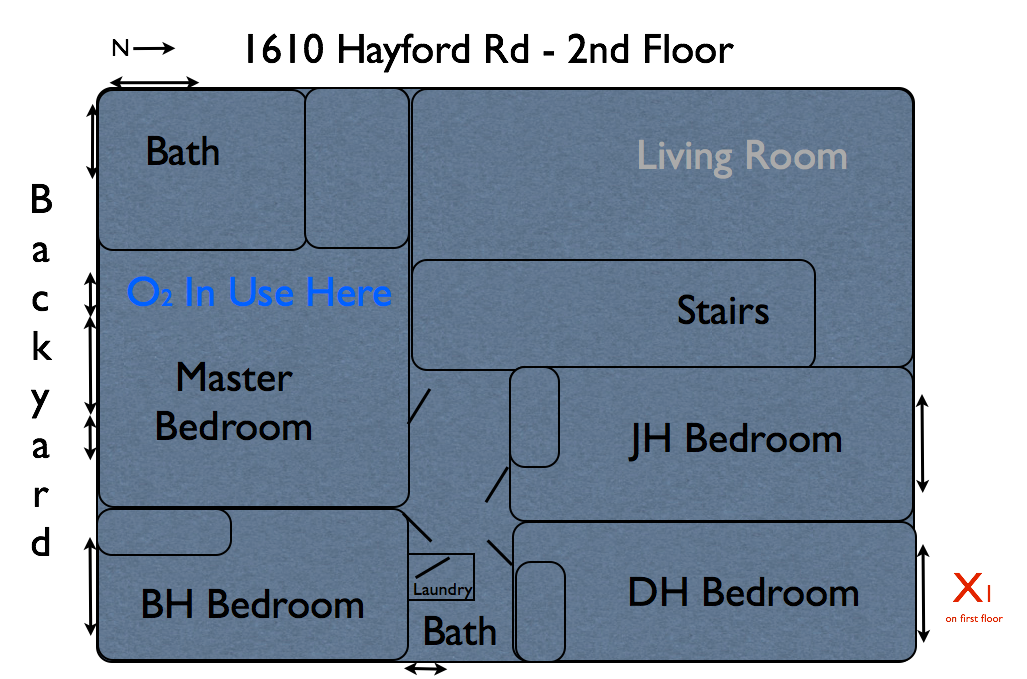 N
1610 Hayford Rd - 2nd Floor
Bath
Living Room
Backyard
O2 In Use Here
Stairs
Master
Bedroom
JH Bedroom
BH Bedroom
Laundry
Bath
DH Bedroom
X1
on first floor